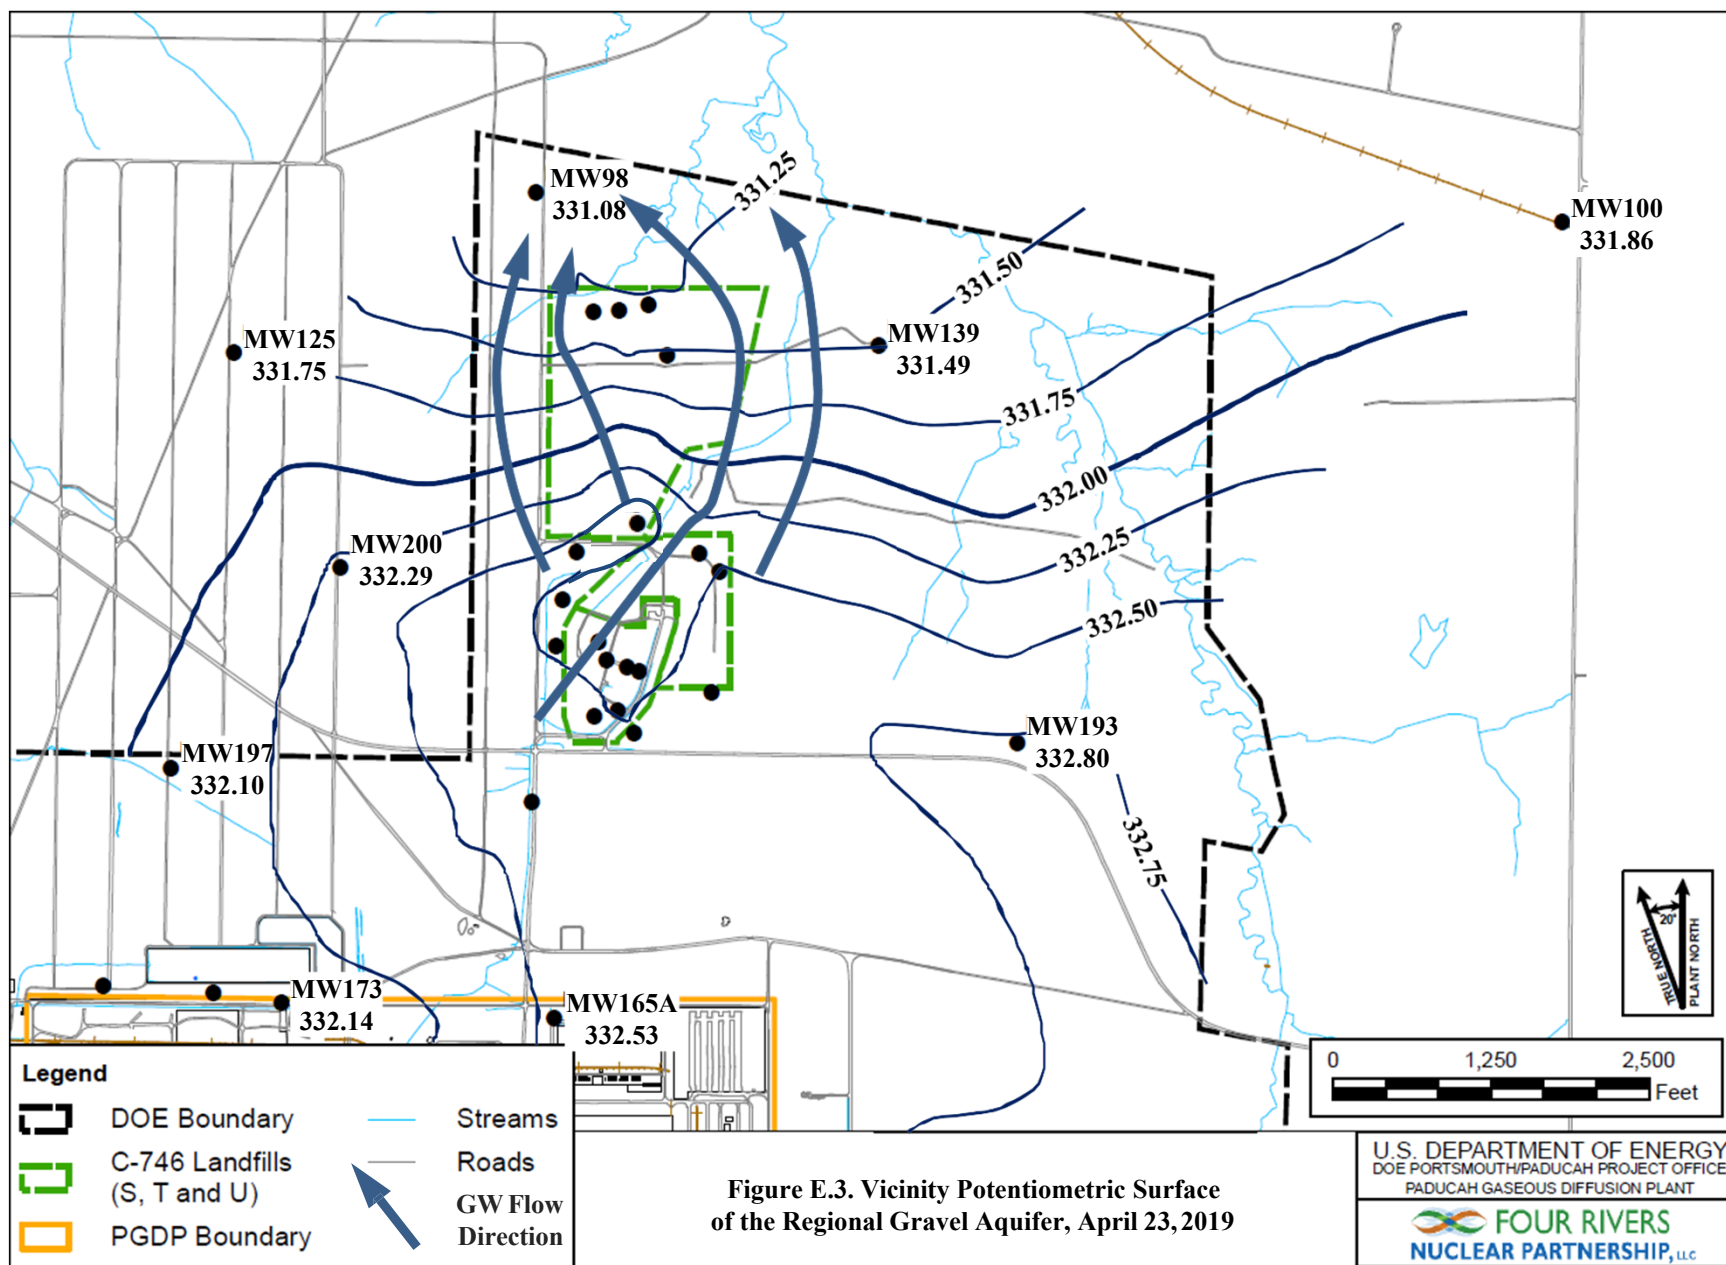 MW98
331.08
331.25
MW100
331.86
331.50
MW125
331.75
MW139
331.49
331.75
332.00
MW200
332.29
332.25
332.50
MW193
332.80
MW197
332.10
332.75
MW173
332.14
MW165A
332.53
20°
TRUE NORTH
PLANT NORTH
0 1,250 2,500
Feet
Legend
DOE Boundary
C-746 Landfills
(S, T and U)
PGDP Boundary
Streams
Roads
GW Flow
Direction
Figure E.3. Vicinity Potentiometric Surface
of the Regional Gravel Aquifer, April 23, 2019
U.S. DEPARTMENT OF ENERGY
DOE PORTSMOUTH/PADUCAH PROJECT OFFICE
PADUCAH GASEOUS DIFFUSION PLANT
FOUR RIVERS
NUCLEAR PARTNERSHIP, LLC